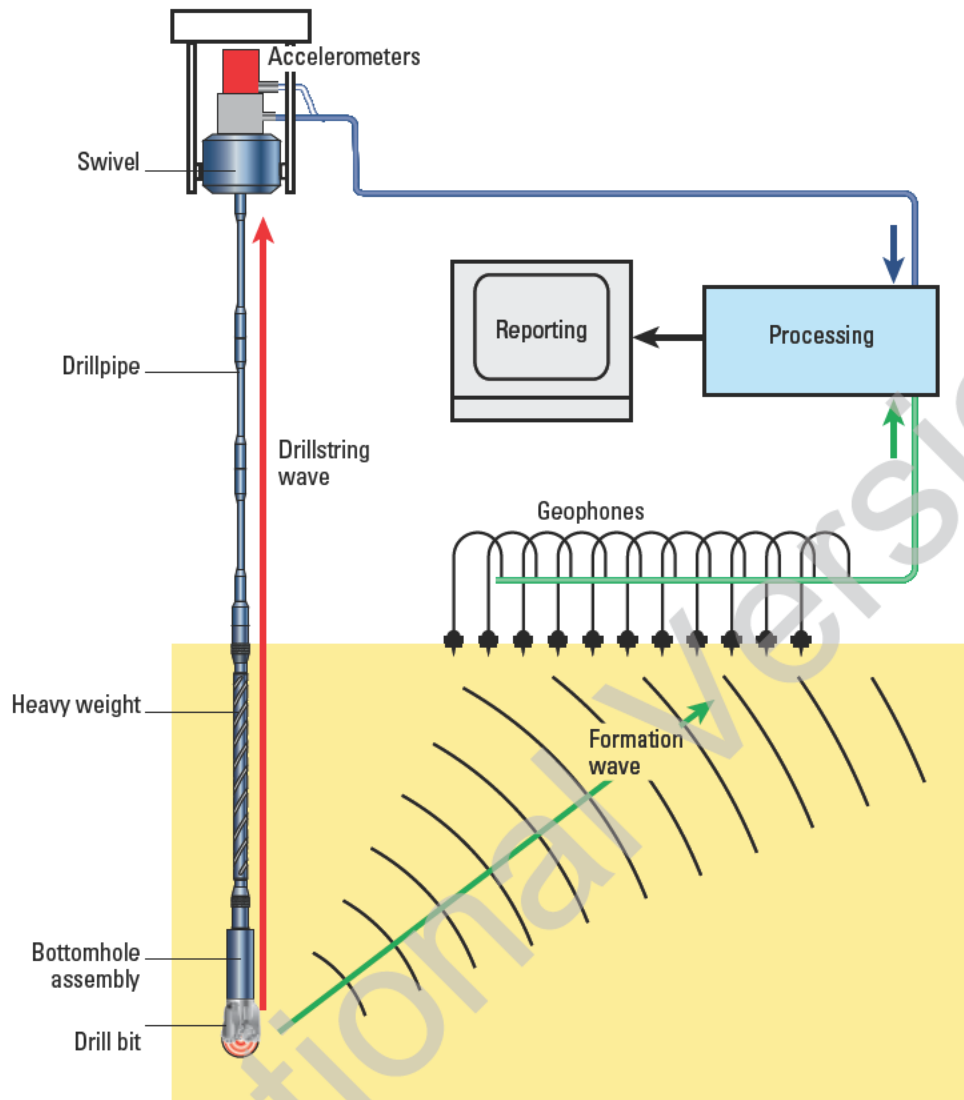 Accelerometers
Swivel
Reporting
Processing
Drillpipe
Drillstring
wave
Geophones
Heavy weight
Formation
wave
Bottomhole
assembly
Drill bit